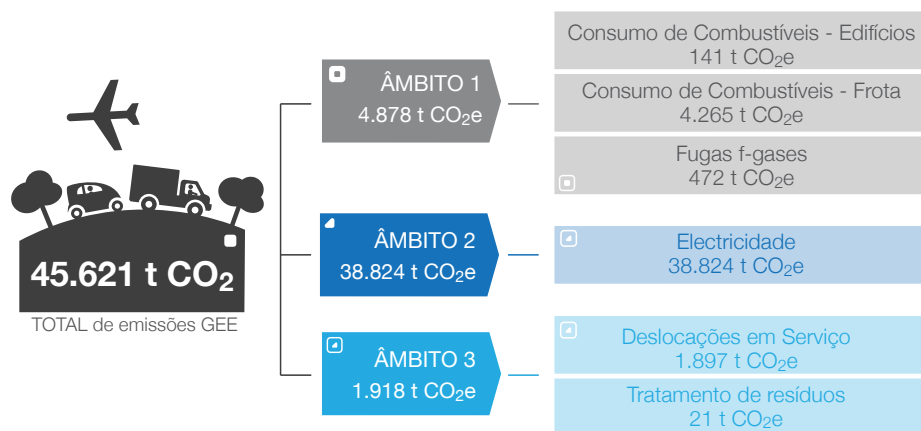 45.621 t CO₂
TOTAL de emissões GEE
ÂMBITO 1
4.878 t CO₂e
Consumo de Combustíveis - Edifícios
141 t CO₂e
Consumo de Combustíveis - Frota
4.265 t CO₂e
Fugas f-gases
472 t CO₂e
ÂMBITO 2
38.824 t CO₂e
Electricidade
38.824 t CO₂e
ÂMBITO 3
1.918 t CO₂e
Deslocações em Serviço
1.897 t CO₂e
Tratamento de resíduos
21 t CO₂e